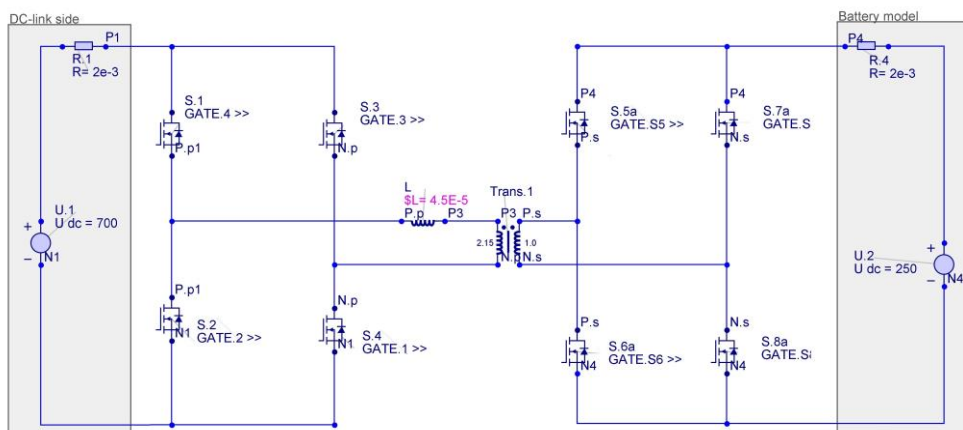 DC-link side
Battery model
P1
R.1
R= 2e-3
P4
R.4
R= 2e-3
S.1
GATE.4 >>
P.p1
S.3
GATE.3 >>
N.p
P4
S.5a
GATE.S5 >>
P.s
P4
S.7a
GATE.S
N.s
L
$L= 4.5E-5
P.p
P3
Trans.1
P3
P.s
2.15
1.0
N.s
U.1
U dc = 700
+
−
N1
U.2
U dc = 250
+
−
N4
P.p1
S.2
GATE.2 >>
N1
N.p
S.4
GATE.1 >>
N1
P.s
S.6a
GATE.S6 >>
N4
N.s
S.8a
N4